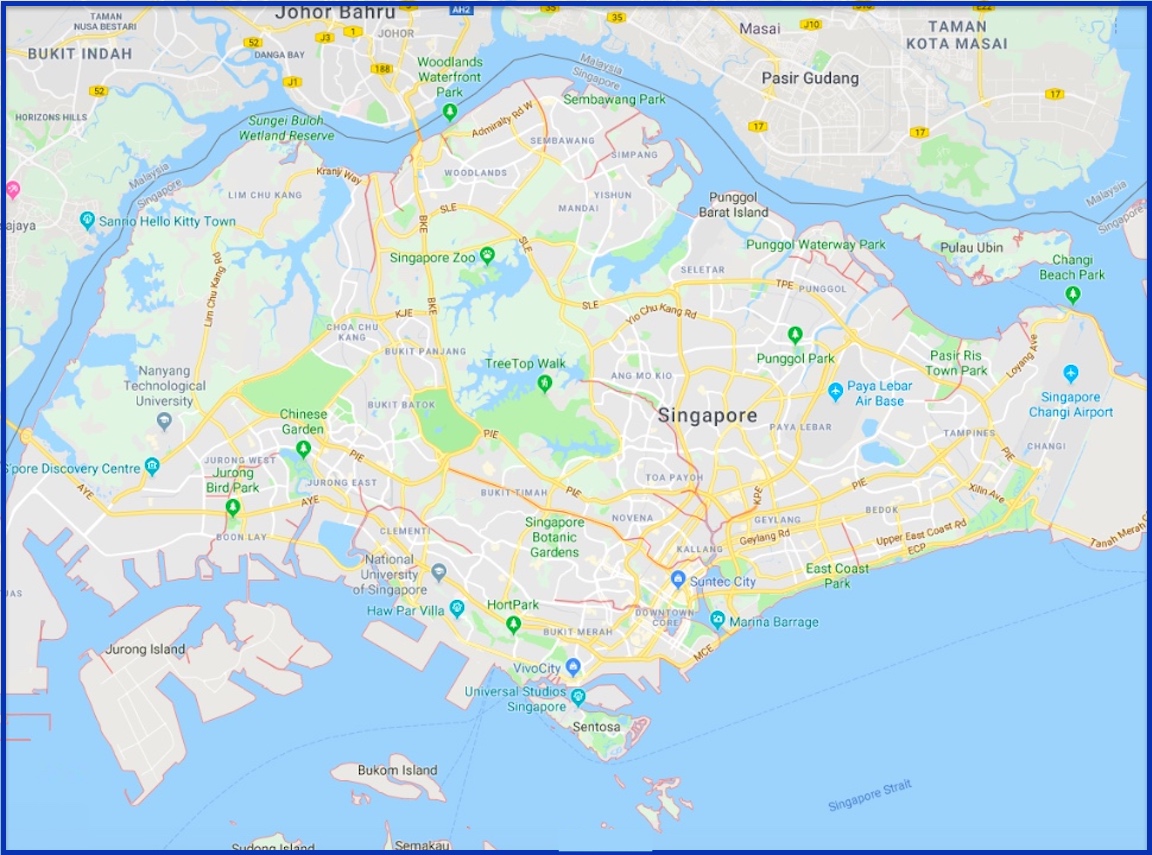 TAMAN
NUSA BESTARI
Johor Bahru
AH2
35
35
Masai
J10
E22
TAMAN
KOTA MASAI
BUKIT INDAH
52
J3
1
JOHOR
DANGA BAY
188
J1
52
HORIZONS HILLS
Woodlands
Waterfront
Park
Malaysia
Singapore
Pasir Gudang
17
17
17
Sembawang Park
Sungei Buloh
Wetland Reserve
Admiralty Rd W
SEMBAWANG
SIMPANG
Malaysia
Singapore
Kranji Way
WOODLANDS
LIM CHU KANG
YISHUN
MANDAI
SLE
BKE
Punggol
Barat Island
Malaysia
Singapore
Sanrio Hello Kitty Town
SLE
Singapore Zoo
Punggol Waterway Park
Pulau Ubin
Changi
Beach Park
SELETAR
TPE
PUNGGOL
Lim Chu Kang Rd
BKE
KJE
SLE
Yio Chu Kang Rd
CHOA CHU
KANG
BUKIT PANJANG
TreeTop Walk
ANG MO KIO
Punggol Park
Pasir Ris
Town Park
Loyang Ave
Nanyang
Technological
University
Paya Lebar
Air Base
Singapore
Changi Airport
Chinese
Garden
BUKIT BATOK
Singapore
PAYA LEBAR
TAMPINES
CHANGI
PIE
PIE
PIE
S'pore Discovery Centre
JURONG WEST
Jurong
Bird Park
JURONG EAST
AYE
AYE
BUKIT TIMAH
PIE
TOA PAYOH
KPE
PIE
Xilin Ave
BEDOK
BOON LAY
CLEMENTI
Singapore
Botanic
Gardens
NOVENA
GEYLANG
Geylang Rd
Upper East Coast Rd
ECP
KALLANG
Tanah Merah
National
University
of Singapore
Suntec City
East Coast
Park
Haw Par Villa
HortPark
DOWNTOWN
CORE
Marina Barrage
BUKIT MERAH
MCE
Jurong Island
VivoCity
Universal Studios
Singapore
Sentosa
Bukom Island
Singapore Strait
Sudong Island
Semakau